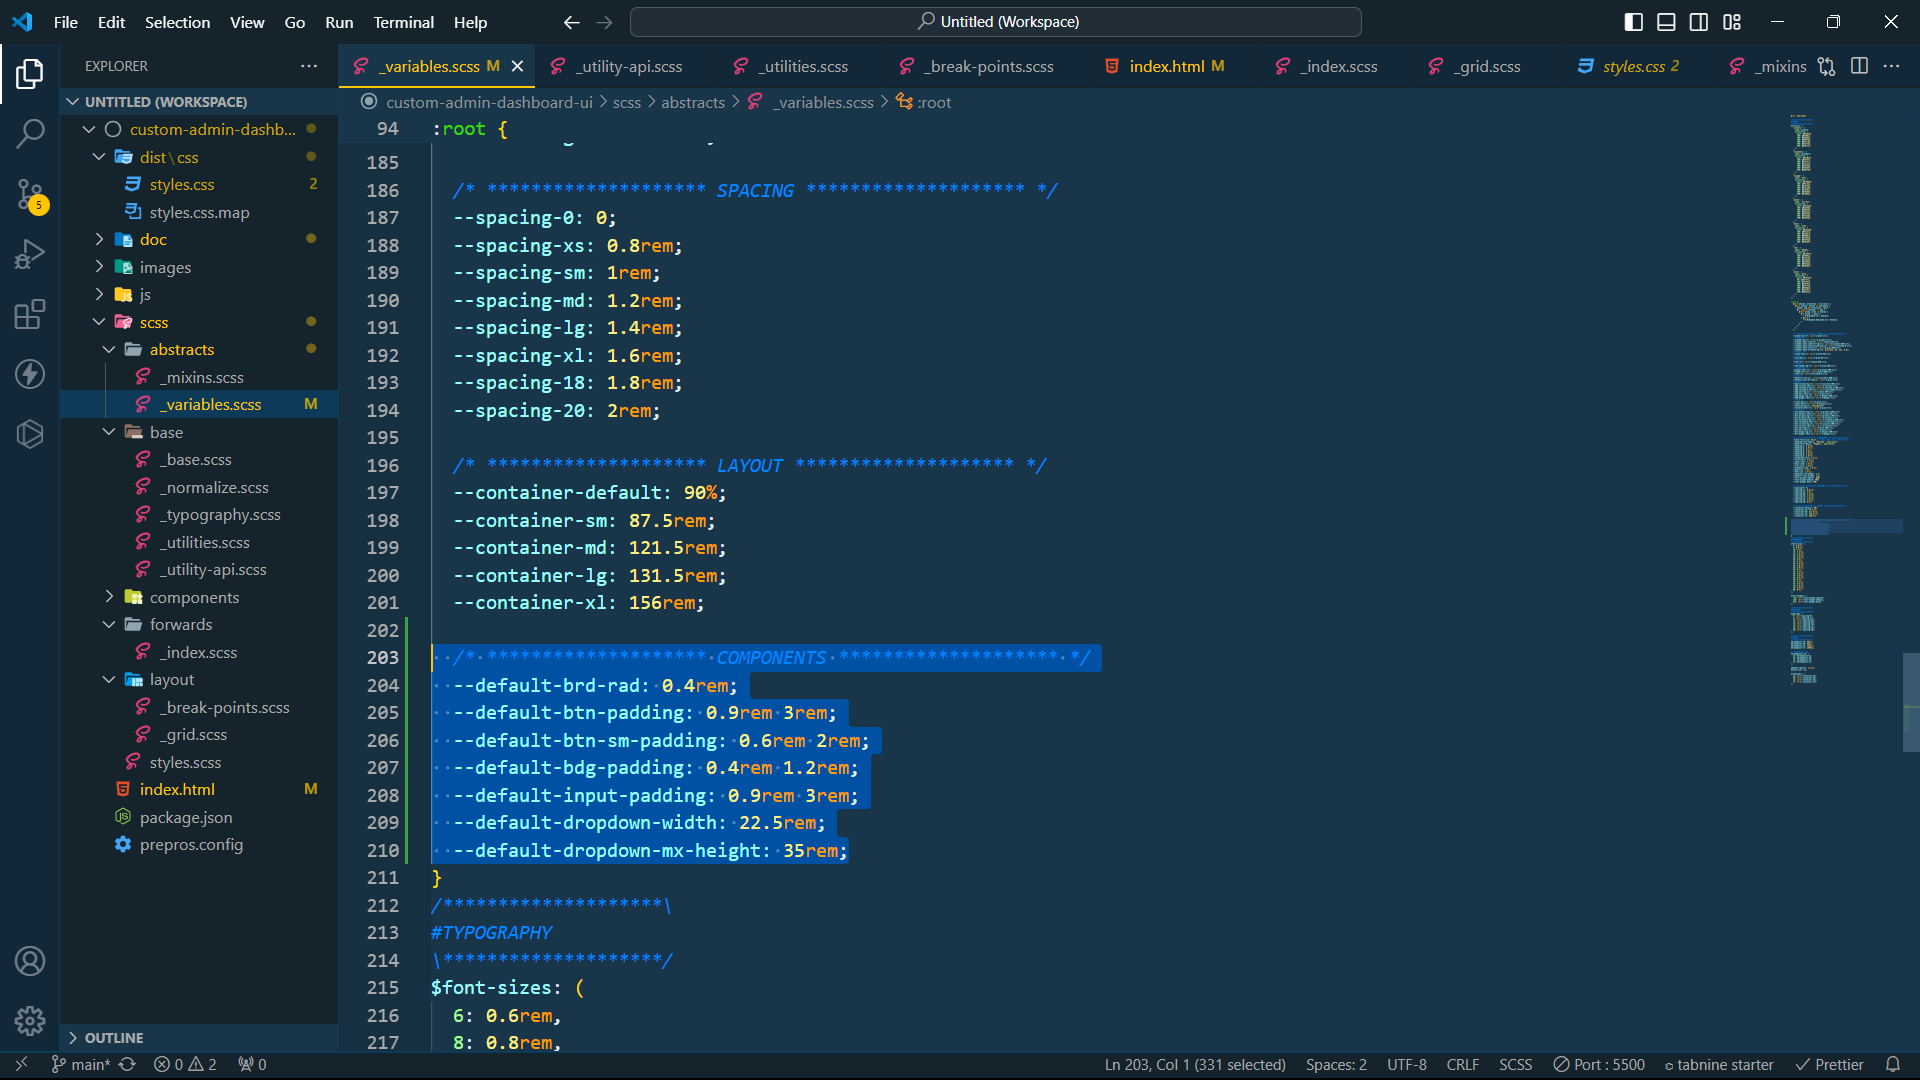 File Edit Selection View Go Run Terminal Help
Untitled (Workspace)
EXPLORER
_variables.scss M
_utility-api.scss
_utilities.scss
_break-points.scss
index.html M
_index.scss
_grid.scss
styles.css 2
_mixins
UNTITLED (WORKSPACE)
custom-admin-dashb...
dist\css
styles.css 2
styles.css.map
doc
images
js
scss
abstracts
_mixins.scss
_variables.scss M
base
_base.scss
_normalize.scss
_typography.scss
_utilities.scss
_utility-api.scss
components
forwards
_index.scss
layout
_break-points.scss
_grid.scss
styles.scss
index.html M
package.json
prepros.config
OUTLINE
5
custom-admin-dashboard-ui > scss > abstracts > _variables.scss > :root
94 :root {
185
186 /* ******************** SPACING ******************** */
187 --spacing-0: 0;
188 --spacing-xs: 0.8rem;
189 --spacing-sm: 1rem;
190 --spacing-md: 1.2rem;
191 --spacing-lg: 1.4rem;
192 --spacing-xl: 1.6rem;
193 --spacing-18: 1.8rem;
194 --spacing-20: 2rem;
195
196 /* ******************** LAYOUT ******************** */
197 --container-default: 90%;
198 --container-sm: 87.5rem;
199 --container-md: 121.5rem;
200 --container-lg: 131.5rem;
201 --container-xl: 156rem;
202
203 /* ******************** COMPONENTS ******************** */
204 --default-brd-rad: 0.4rem;
205 --default-btn-padding: 0.9rem 3rem;
206 --default-btn-sm-padding: 0.6rem 2rem;
207 --default-bdg-padding: 0.4rem 1.2rem;
208 --default-input-padding: 0.9rem 3rem;
209 --default-dropdown-width: 22.5rem;
210 --default-dropdown-mx-height: 35rem;
211 }
212 /********************\
213 #TYPOGRAPHY
214 \********************/
215 $font-sizes: (
216 6: 0.6rem,
217 8: 0.8rem,
main* 0 2 0
Ln 203, Col 1 (331 selected) Spaces: 2 UTF-8 CRLF SCSS Port : 5500 tabnine starter Prettier